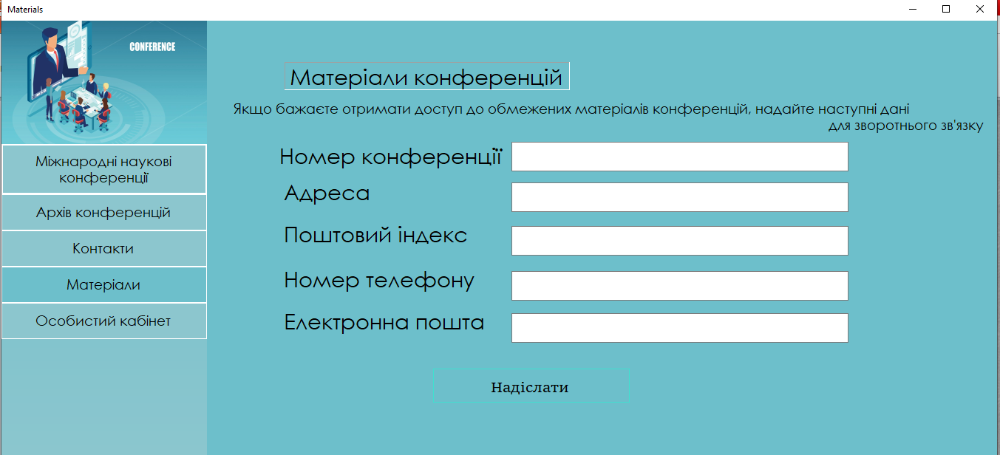 Materials
CONFERENCE
Міжнародні наукові
конференції
Архів конференцій
Контакти
Матеріали
Особистий кабінет
Матеріали конференцій
Якщо бажаєте отримати доступ до обмежених матеріалів конференцій, надайте наступні дані
для зворотнього зв'язку
Номер конференції
Адреса
Поштовий індекс
Номер телефону
Електронна пошта
Надіслати